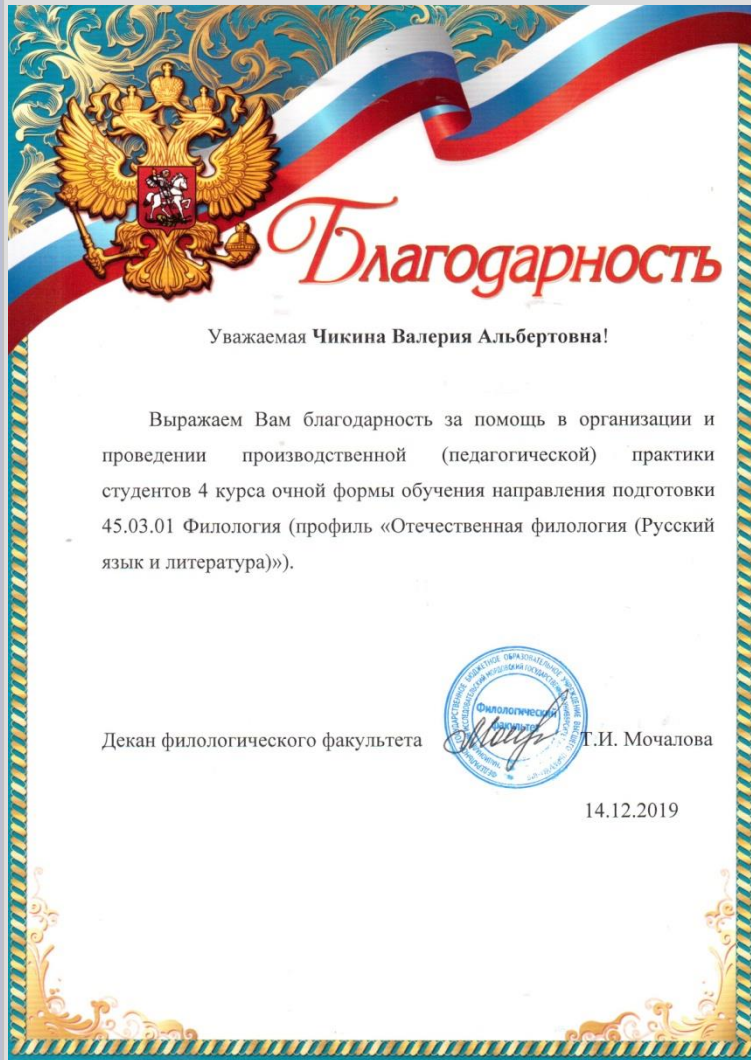 Благодарность
Уважаемая Чикина Валерия Альбертовна!
Выражаем Вам благодарность за помощь в организации и
проведении производственной (педагогической) практики
студентов 4 курса очной формы обучения направления подготовки
45.03.01 Филология (профиль «Отечественная филология (Русский
язык и литература)»).
Филологический
факультет
Декан филологического факультета Т.И. Мочалова
14.12.2019